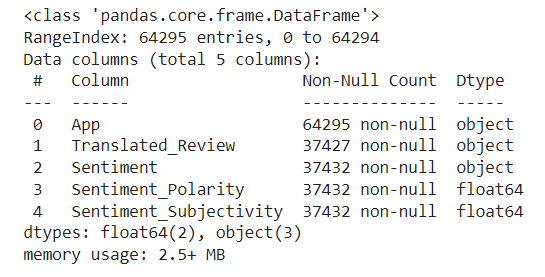 <class 'pandas.core.frame.DataFrame'>
RangeIndex: 64295 entries, 0 to 64294
Data columns (total 5 columns):
 #   Column                  Non-Null Count  Dtype
---  ------                  --------------  -----
 0   App                     64295 non-null  object
 1   Translated_Review       37427 non-null  object
 2   Sentiment               37432 non-null  object
 3   Sentiment_Polarity      37432 non-null  float64
 4   Sentiment_Subjectivity  37432 non-null  float64
dtypes: float64(2), object(3)
memory usage: 2.5+ MB